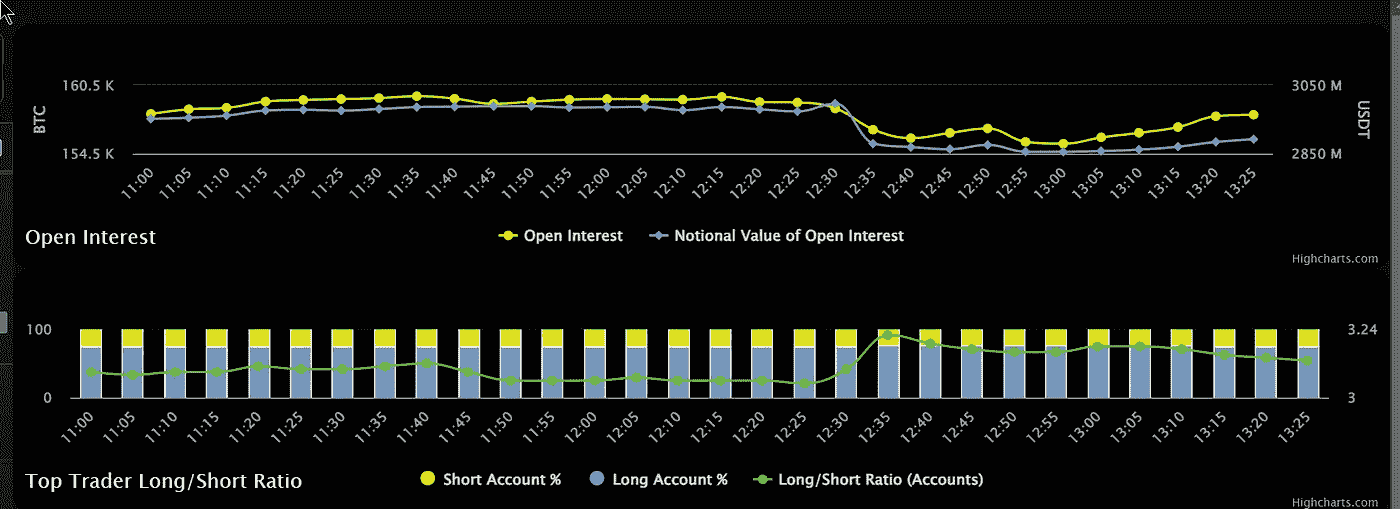 160.5 K
3050 M
BTC
USDT
154.5 K
2850 M
11:00 11:05 11:10 11:15 11:20 11:25 11:30 11:35 11:40 11:45 11:50 11:55 12:00 12:05 12:10 12:15 12:20 12:25 12:30 12:35 12:40 12:45 12:50 12:55 13:00 13:05 13:10 13:15 13:20 13:25
Open Interest
Open Interest Notional Value of Open Interest
Highcharts.com
100
3.24
0
3
11:00 11:05 11:10 11:15 11:20 11:25 11:30 11:35 11:40 11:45 11:50 11:55 12:00 12:05 12:10 12:15 12:20 12:25 12:30 12:35 12:40 12:45 12:50 12:55 13:00 13:05 13:10 13:15 13:20 13:25
Top Trader Long/Short Ratio
Short Account % Long Account % Long/Short Ratio (Accounts)
Highcharts.com